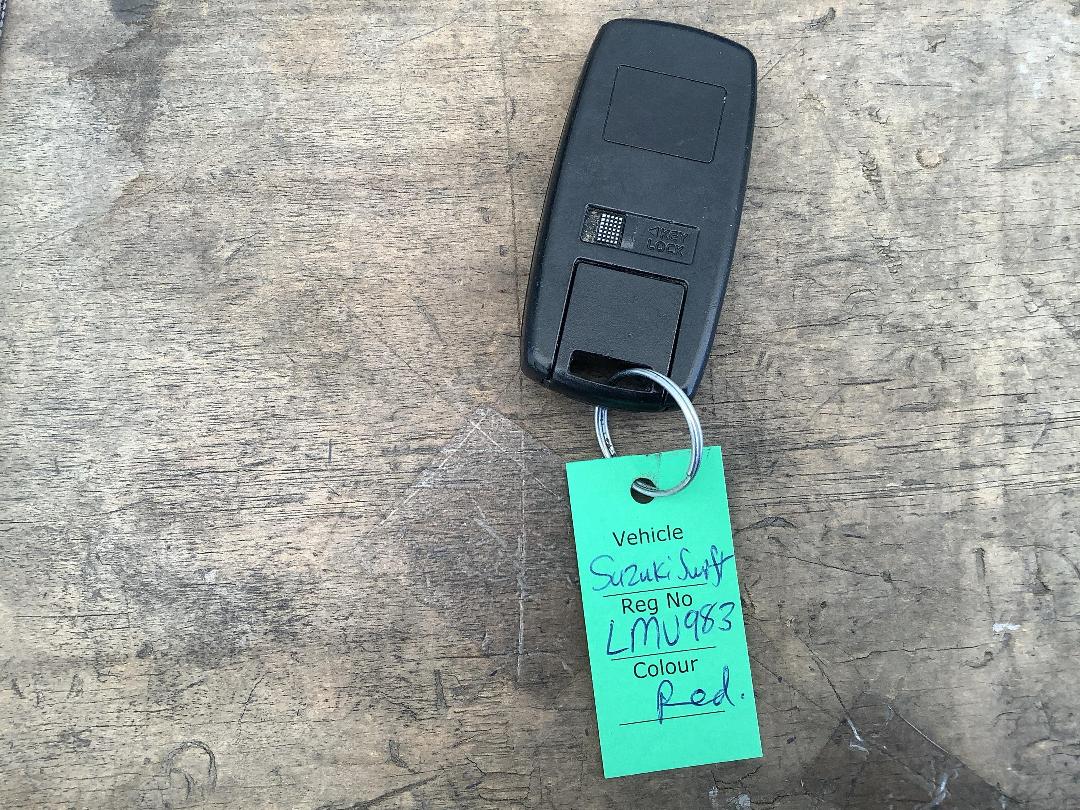 ◁KEY
LOCK
Vehicle
Suzuki Swift
Reg No
LMU983
Colour
Red.